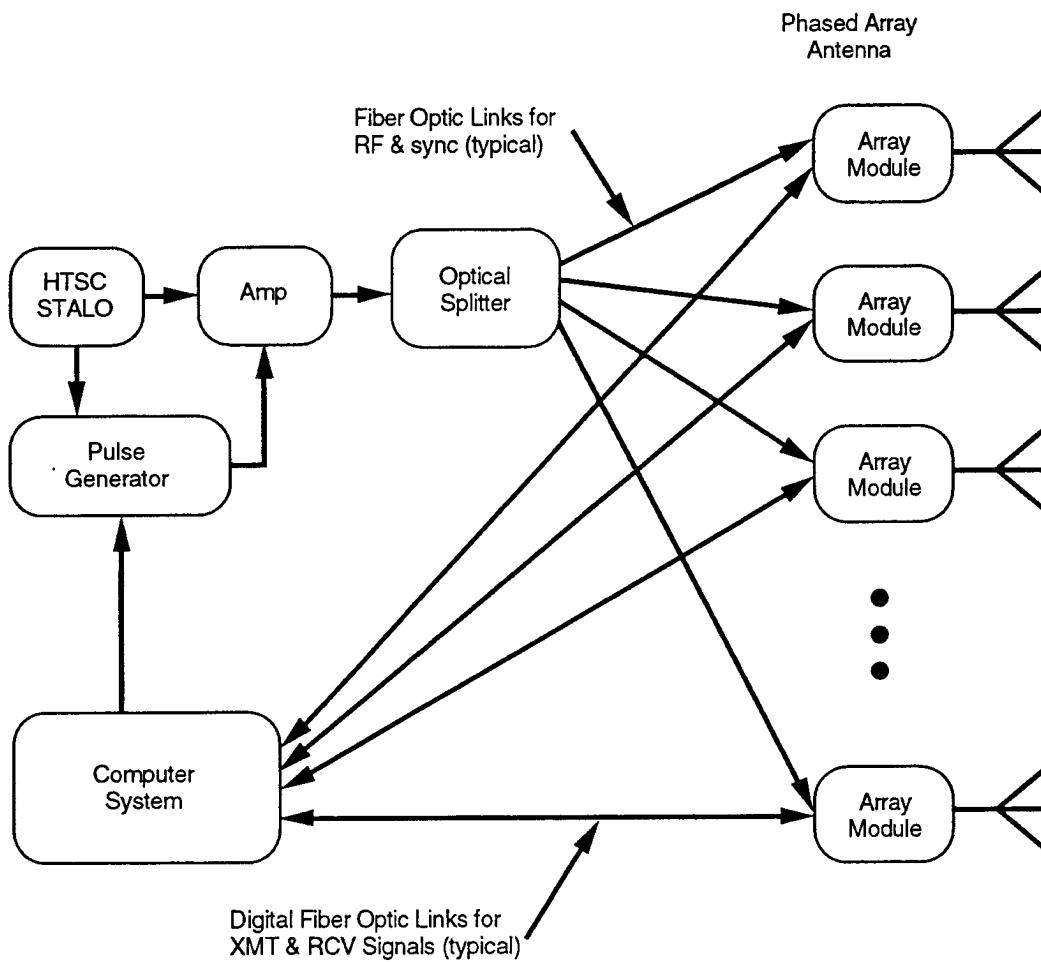 Phased Array
Antenna
Fiber Optic Links for
RF & sync (typical)
Array
Module
HTSC
STALO
Amp
Optical
Splitter
Array
Module
Pulse
Generator
Array
Module
Computer
System
Array
Module
Digital Fiber Optic Links for
XMT & RCV Signals (typical)